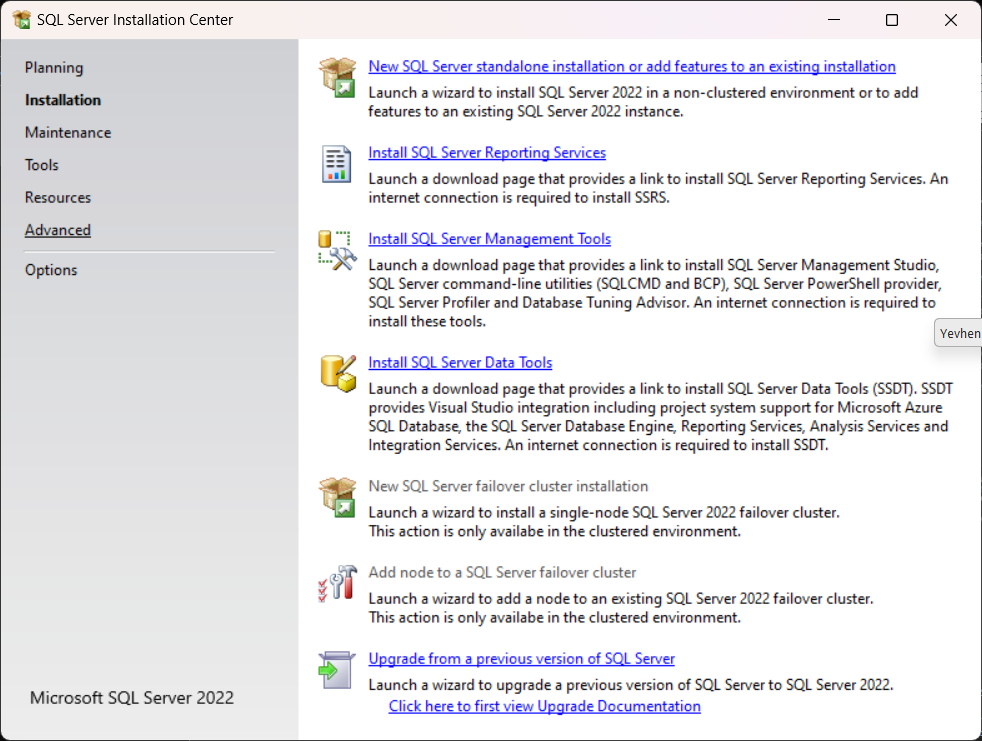 SQL Server Installation Center
Planning
Installation
Maintenance
Tools
Resources
Advanced
Options
Microsoft SQL Server 2022
New SQL Server standalone installation or add features to an existing installation
Launch a wizard to install SQL Server 2022 in a non-clustered environment or to add
features to an existing SQL Server 2022 instance.
Install SQL Server Reporting Services
Launch a download page that provides a link to install SQL Server Reporting Services. An
internet connection is required to install SSRS.
Install SQL Server Management Tools
Launch a download page that provides a link to install SQL Server Management Studio,
SQL Server command-line utilities (SQLCMD and BCP), SQL Server PowerShell provider,
SQL Server Profiler and Database Tuning Advisor. An internet connection is required to
install these tools.
Yevhen
Install SQL Server Data Tools
Launch a download page that provides a link to install SQL Server Data Tools (SSDT). SSDT
provides Visual Studio integration including project system support for Microsoft Azure
SQL Database, the SQL Server Database Engine, Reporting Services, Analysis Services and
Integration Services. An internet connection is required to install SSDT.
New SQL Server failover cluster installation
Launch a wizard to install a single-node SQL Server 2022 failover cluster.
This action is only availabe in the clustered environment.
Add node to a SQL Server failover cluster
Launch a wizard to add a node to an existing SQL Server 2022 failover cluster.
This action is only availabe in the clustered environment.
Upgrade from a previous version of SQL Server
Launch a wizard to upgrade a previous version of SQL Server to SQL Server 2022.
Click here to first view Upgrade Documentation